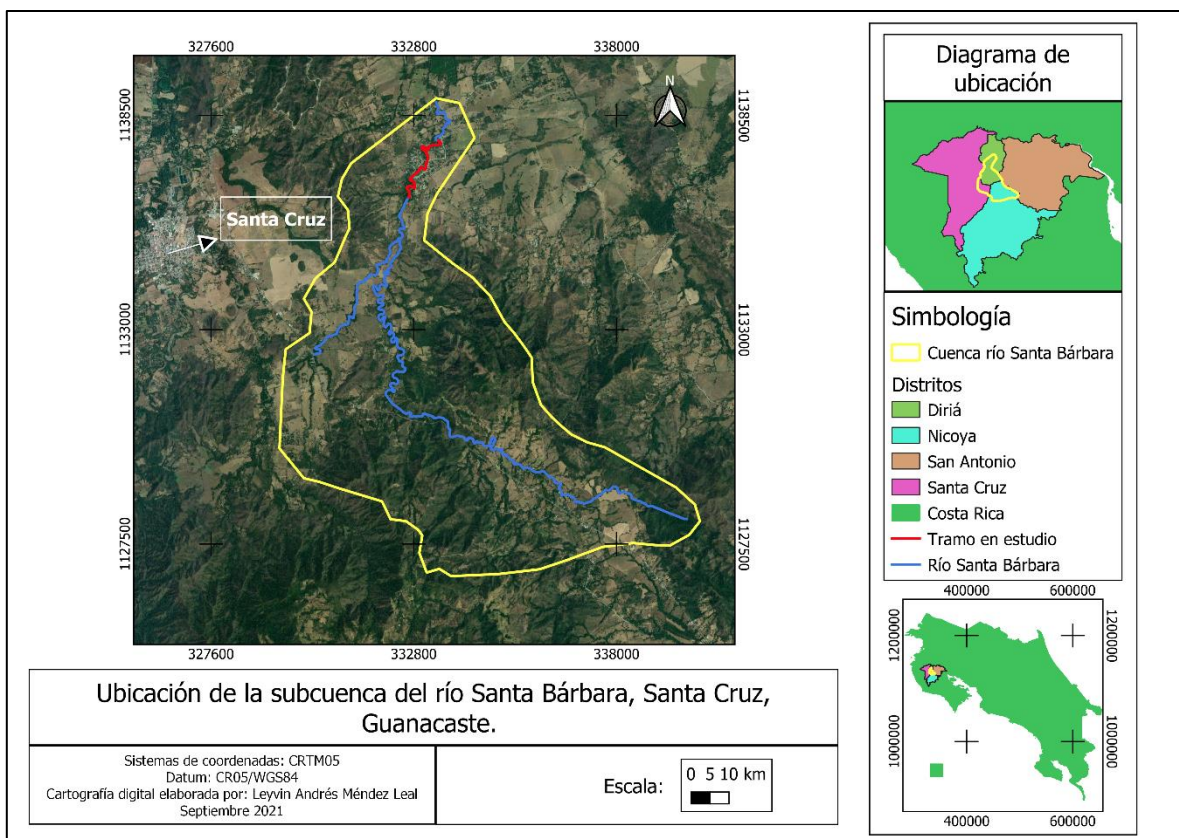 327600
332800
338000
1138500
1138500
N
Santa Cruz
1133000
1133000
1127500
1127500
327600
332800
338000
Ubicación de la subcuenca del río Santa Bárbara, Santa Cruz,
Guanacaste.
Sistemas de coordenadas: CRTM05
Datum: CR05/WGS84
Cartografía digital elaborado por: Leyvin Andrés Méndez Leal
Septiembre 2021
Escala:
0 5 10 km
Diagrama de
ubicación
Simbología
Cuenca río Santa Bárbara
Distritos
Diriá
Nicoya
San Antonio
Santa Cruz
Costa Rica
Tramo en estudio
Río Santa Bárbara
400000
600000
1200000
1200000
1000000
1000000
400000
600000